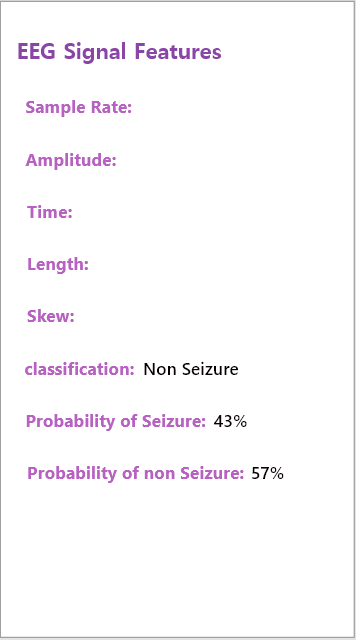 EEG Signal Features
Sample Rate:
Amplitude:
Time:
Length:
Skew:
classification: Non Seizure
Probability of Seizure: 43%
Probability of non Seizure: 57%